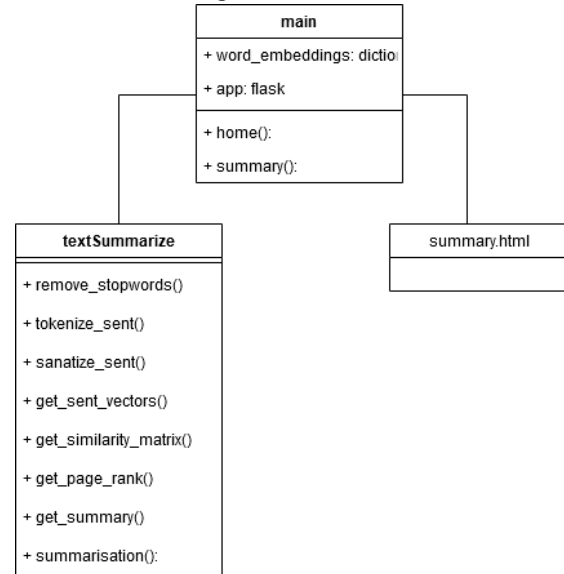 main
+ word_embeddings: dictio
+ app: flask
+ home():
+ summary():
textSummarize
+ remove_stopwords()
+ tokenize_sent()
+ sanatize_sent()
+ get_sent_vectors()
+ get_similarity_matrix()
+ get_page_rank()
+ get_summary()
+ summarisation():
summary.html